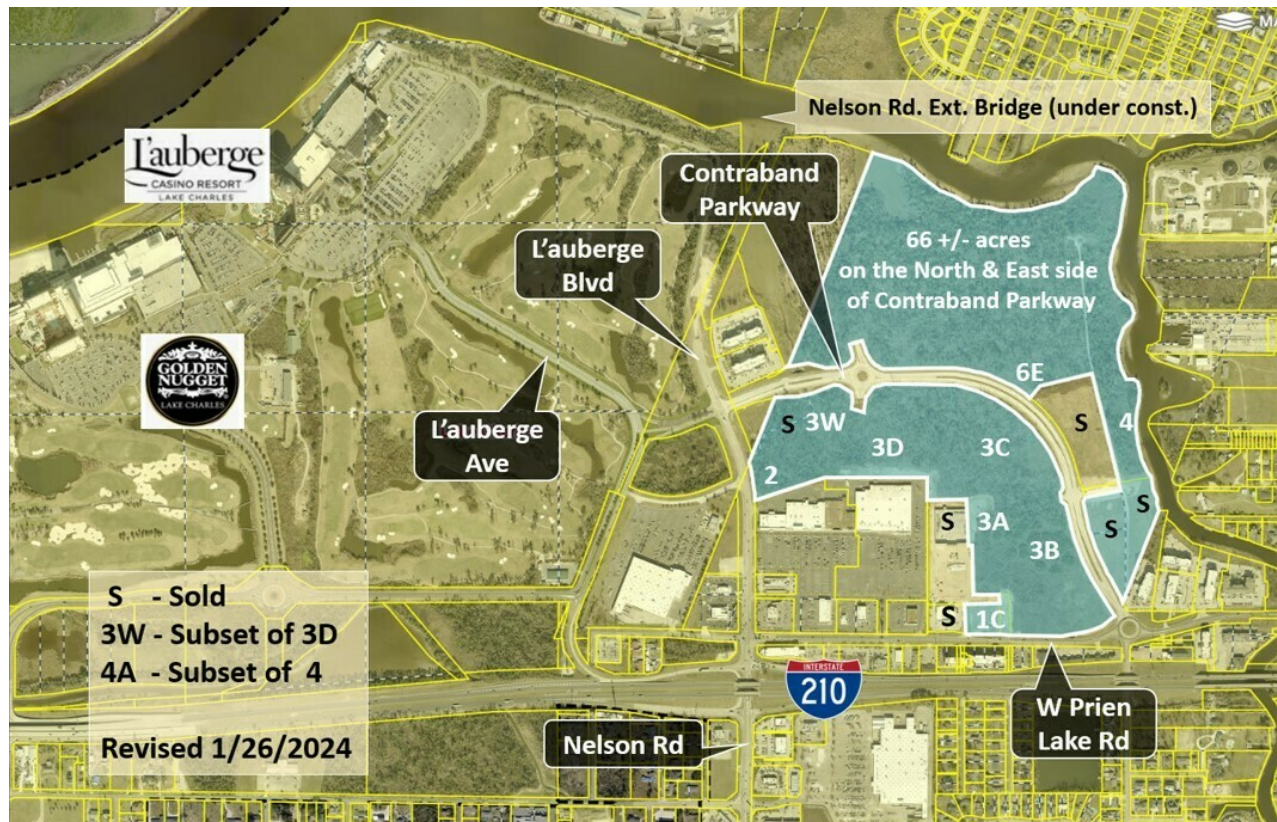 MA
Nelson Rd. Ext. Bridge (under const.)
L'auberge
CASINO RESORT
LAKE CHARLES
Contraband
Parkway
66 +/- acres
on the North & East side
of Contraband Parkway
L'auberge
Blvd
GOLDEN
NUGGET
LAKE CHARLES
6E
L'auberge
Ave
S
3W
S
4
3D
3C
2
S
S
3A
S
3B
S
1C
S - Sold
3W - Subset of 3D
4A - Subset of 4
Revised 1/26/2024
INTERSTATE
210
W Prien
Lake Rd
Nelson Rd